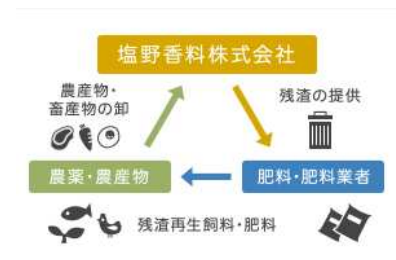 塩野香料株式会社
農産物・
畜産物の卸
残渣の提供
農薬・農産物
肥料・肥料業者
残渣再生飼料・肥料